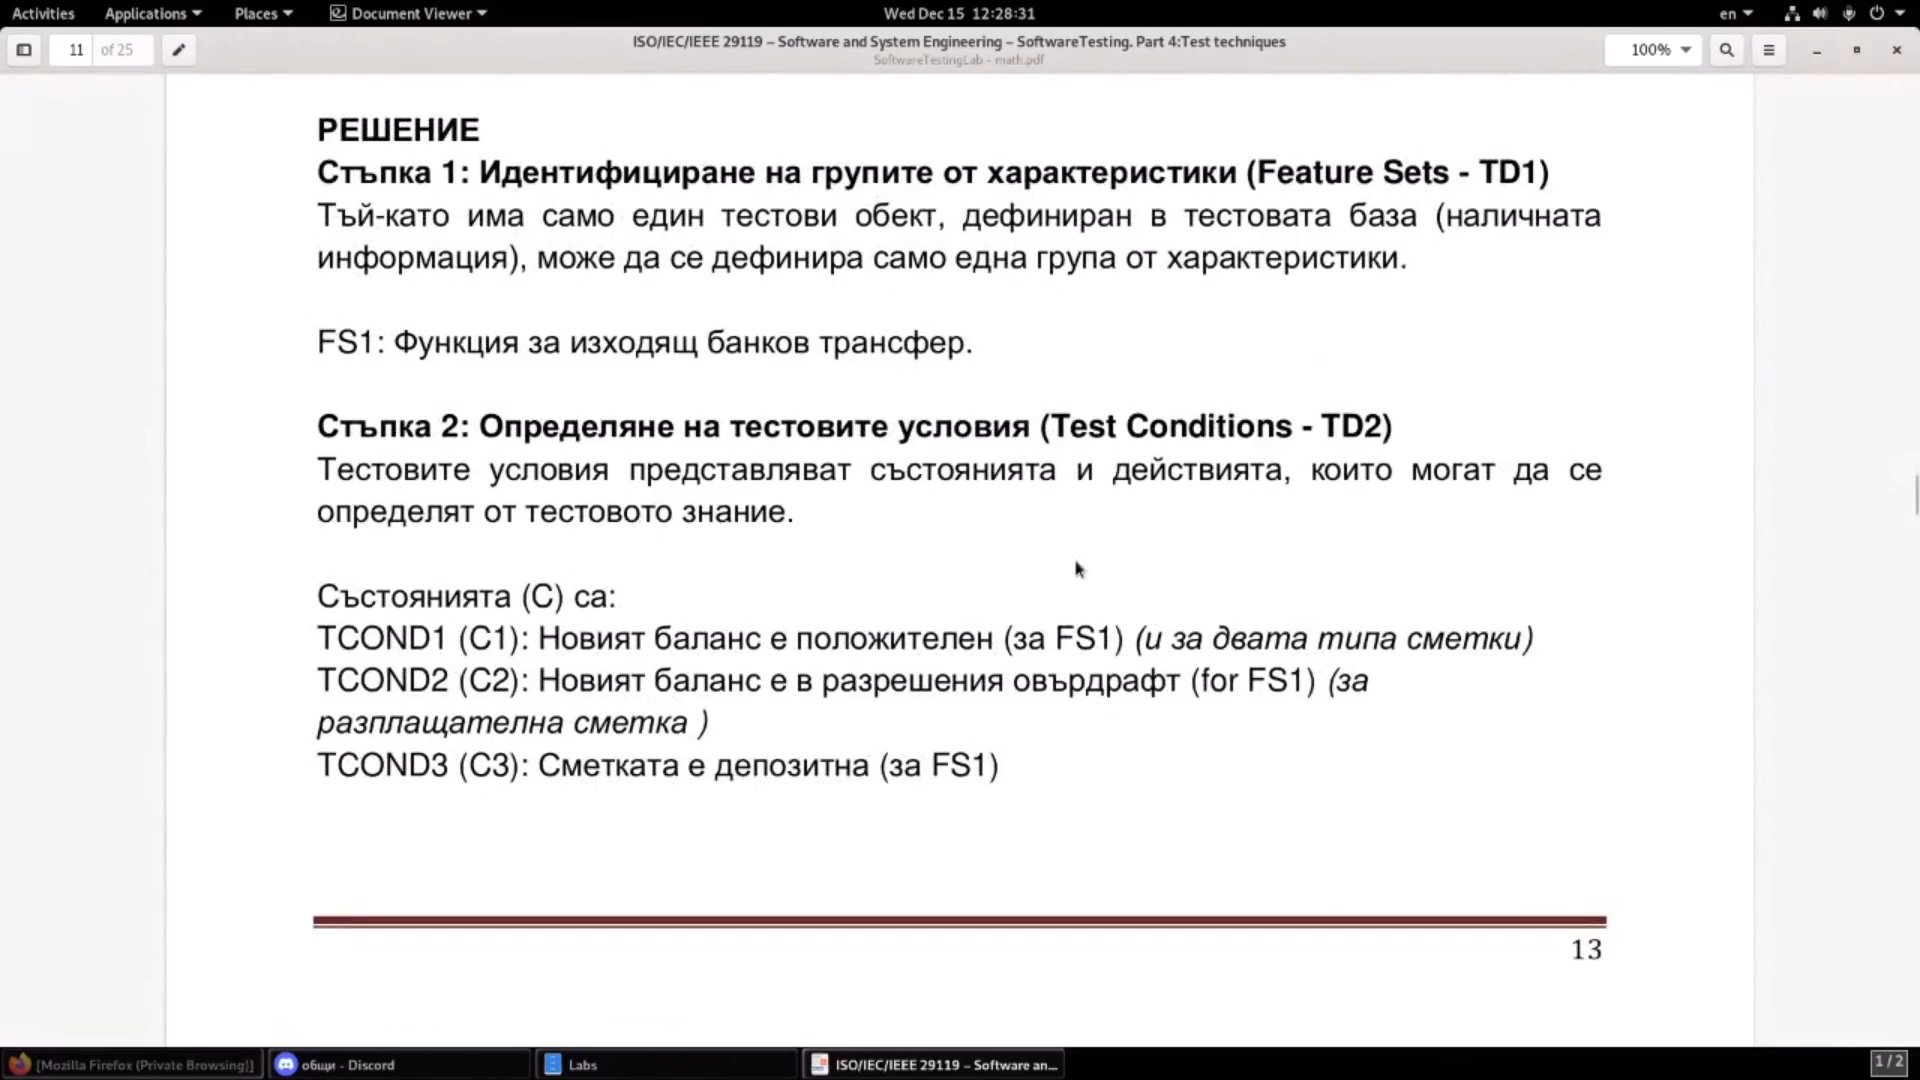 Activities Applications Places Document Viewer Wed Dec 15 12:28:31 en
11 of 25 ISO/IEC/IEEE 29119 – Software and System Engineering – SoftwareTesting. Part 4:Test techniques 100%
SoftwareTestingLab - math.pdf
РЕШЕНИЕ
Стъпка 1: Идентифициране на групите от характеристики (Feature Sets - TD1)
Тъй-като има само един тестови обект, дефиниран в тестовата база (наличната
информация), може да се дефинира само една група от характеристики.
FS1: Функция за изходящ банков трансфер.
Стъпка 2: Определяне на тестовите условия (Test Conditions - TD2)
Тестовите условия представляват състоянията и действията, които могат да се
определят от тестовото знание.
Състоянията (С) са:
TCOND1 (C1): Новият баланс е положителен (за FS1) (и за двата типа сметки)
TCOND2 (C2): Новият баланс е в разрешения овърдрафт (for FS1) (за
разплащателна сметка )
TCOND3 (C3): Сметката е депозитна (за FS1)
13
[Mozilla Firefox (Private Browsing)] общи - Discord Labs ISO/IEC/IEEE 29119 – Software an... 1 / 2